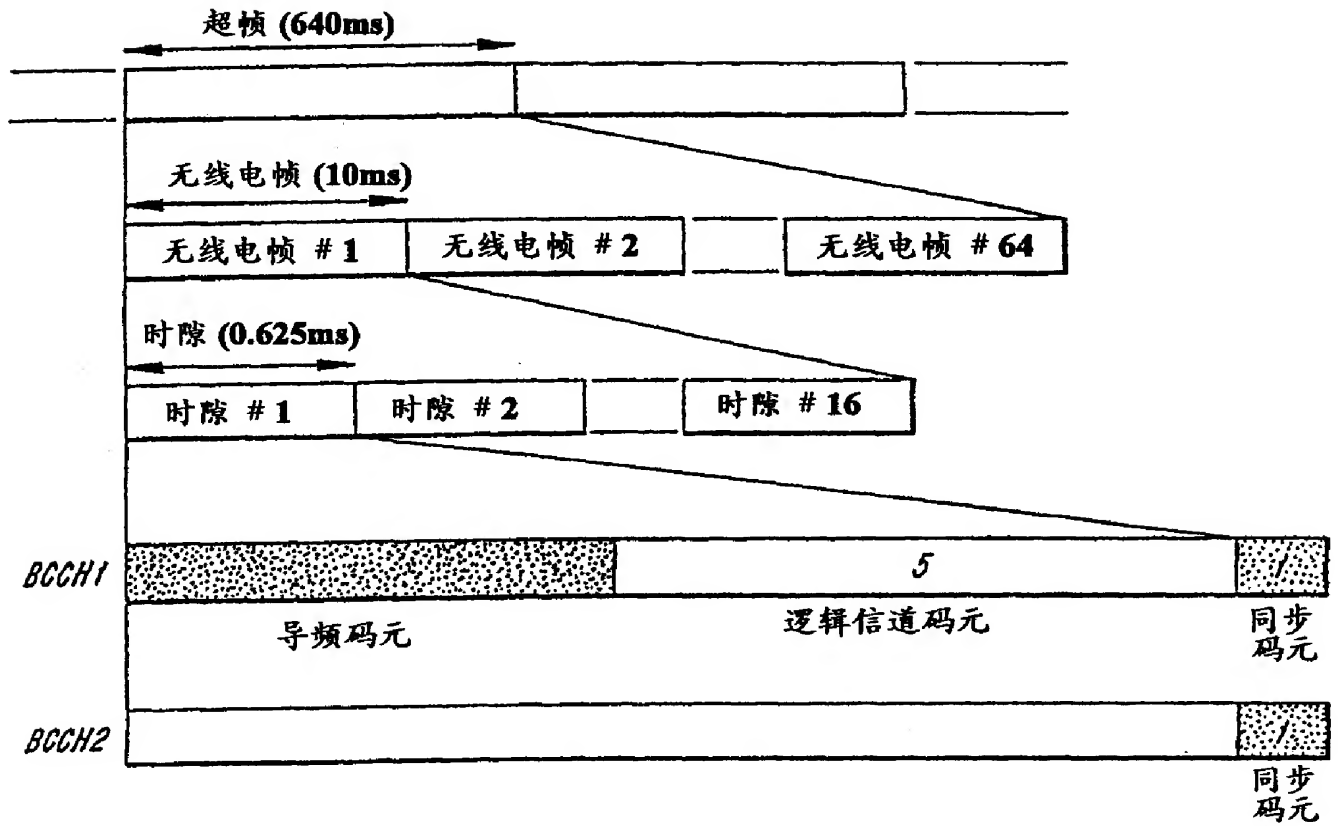 超帧 (640ms)
无线电帧 (10ms)
无线电帧 #1
无线电帧 #2
无线电帧 #64
时隙 (0.625ms)
时隙 #1
时隙 #2
时隙 #16
BCCH1
5
1
导频码元
逻辑信道码元
同步
码元
BCCH2
1
同步
码元